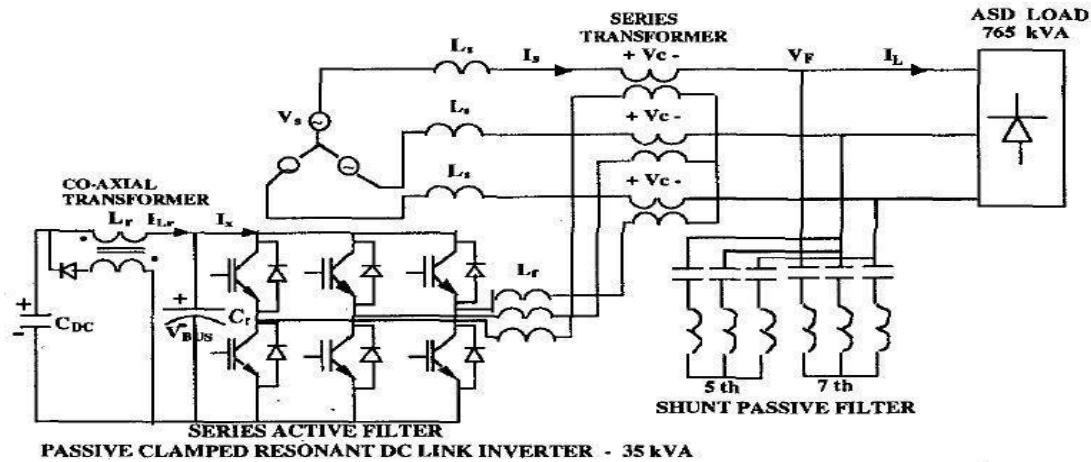 ASD LOAD
765 kVA
SERIES
TRANSFORMER
Ls Is + Vc - VF IL
Vs
Ls + Vc -
Ls + Vc -
CO-AXIAL
TRANSFORMER
Lr ILr Ix
+
-
CDC
+
VBUS
Cr
Lf
5 th 7 th
SHUNT PASSIVE FILTER
SERIES ACTIVE FILTER
PASSIVE CLAMPED RESONANT DC LINK INVERTER - 35 kVA